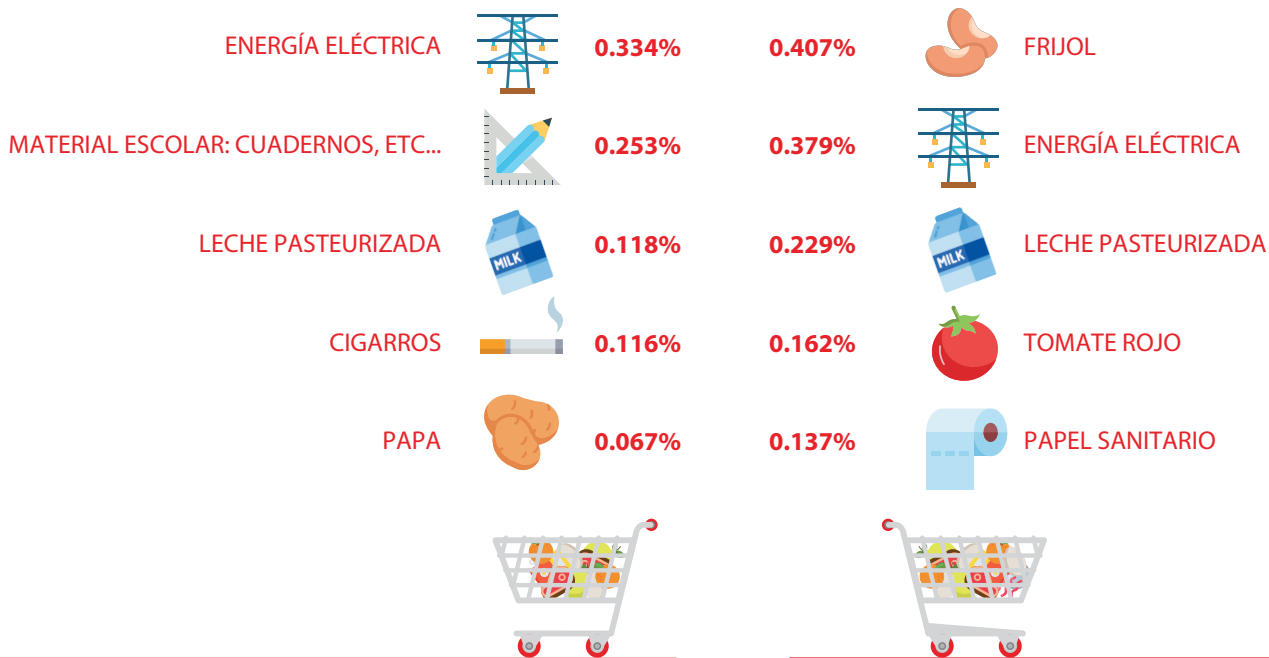 ENERGÍA ELÉCTRICA 0.334% 0.407% FRIJOL
MATERIAL ESCOLAR: CUADERNOS, ETC... 0.253% 0.379% ENERGÍA ELÉCTRICA
LECHE PASTEURIZADA MILK 0.118% 0.229% MILK LECHE PASTEURIZADA
CIGARROS 0.116% 0.162% TOMATE ROJO
PAPA 0.067% 0.137% PAPEL SANITARIO